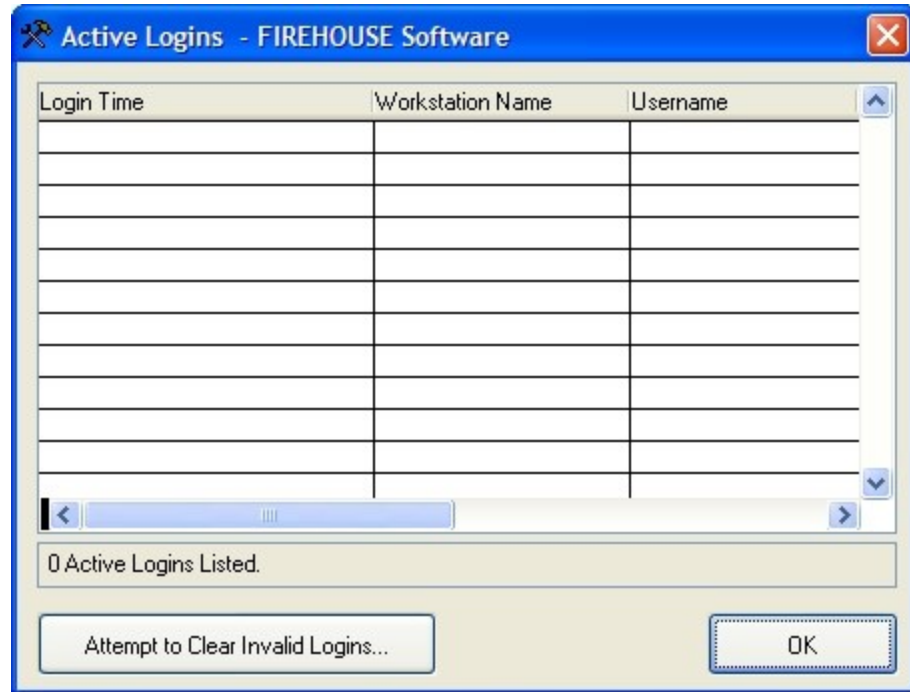 Active Logins - FIREHOUSE Software
Login Time Workstation Name Username
0 Active Logins Listed.
Attempt to Clear Invalid Logins... OK